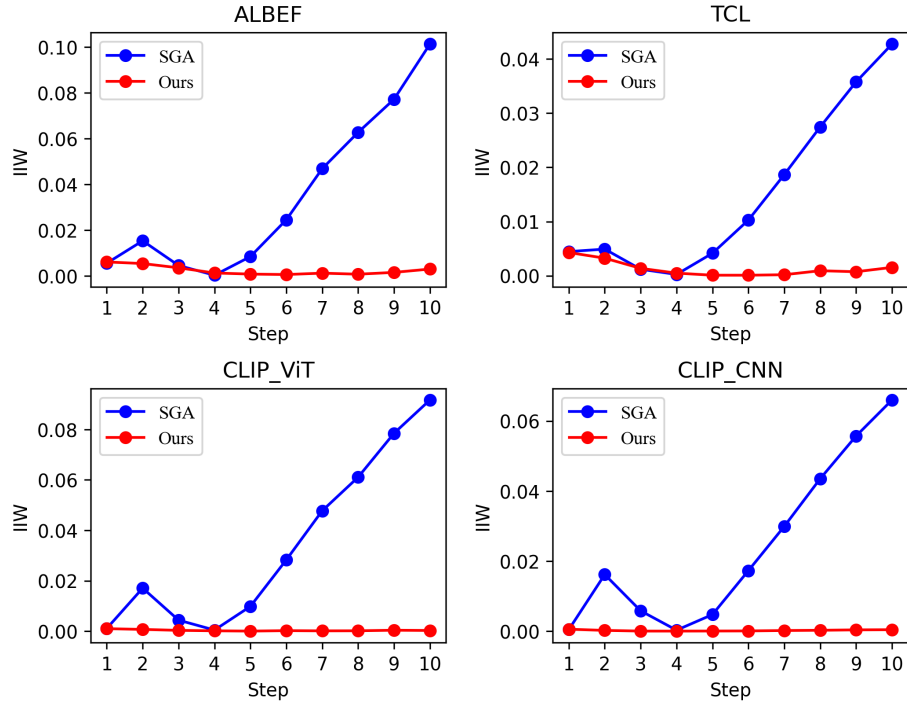 ALBEF
SGA
Ours
0.10
0.08
0.06
0.04
0.02
0.00
IIW
1 2 3 4 5 6 7 8 9 10
Step
TCL
SGA
Ours
0.04
0.03
0.02
0.01
0.00
IIW
1 2 3 4 5 6 7 8 9 10
Step
CLIP_ViT
SGA
Ours
0.08
0.06
0.04
0.02
0.00
IIW
1 2 3 4 5 6 7 8 9 10
Step
CLIP_CNN
SGA
Ours
0.06
0.04
0.02
0.00
IIW
1 2 3 4 5 6 7 8 9 10
Step